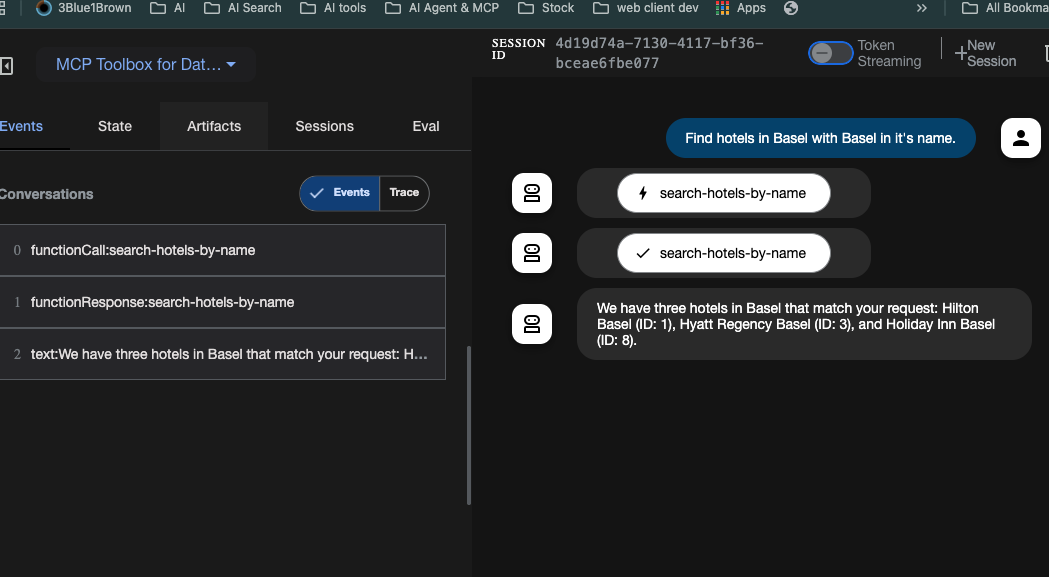 3Blue1Brown AI AI Search AI tools AI Agent & MCP Stock web client dev Apps » All Bookma
MCP Toolbox for Dat...
SESSION ID 4d19d74a-7130-4117-bf36-
bceae6fbe077
Token
Streaming
New
Session
Events State Artifacts Sessions Eval
Conversations
Events Trace
0 functionCall:search-hotels-by-name
1 functionResponse:search-hotels-by-name
2 text:We have three hotels in Basel that match your request: H...
Find hotels in Basel with Basel in it's name.
search-hotels-by-name
search-hotels-by-name
We have three hotels in Basel that match your request: Hilton
Basel (ID: 1), Hyatt Regency Basel (ID: 3), and Holiday Inn Basel
(ID: 8).